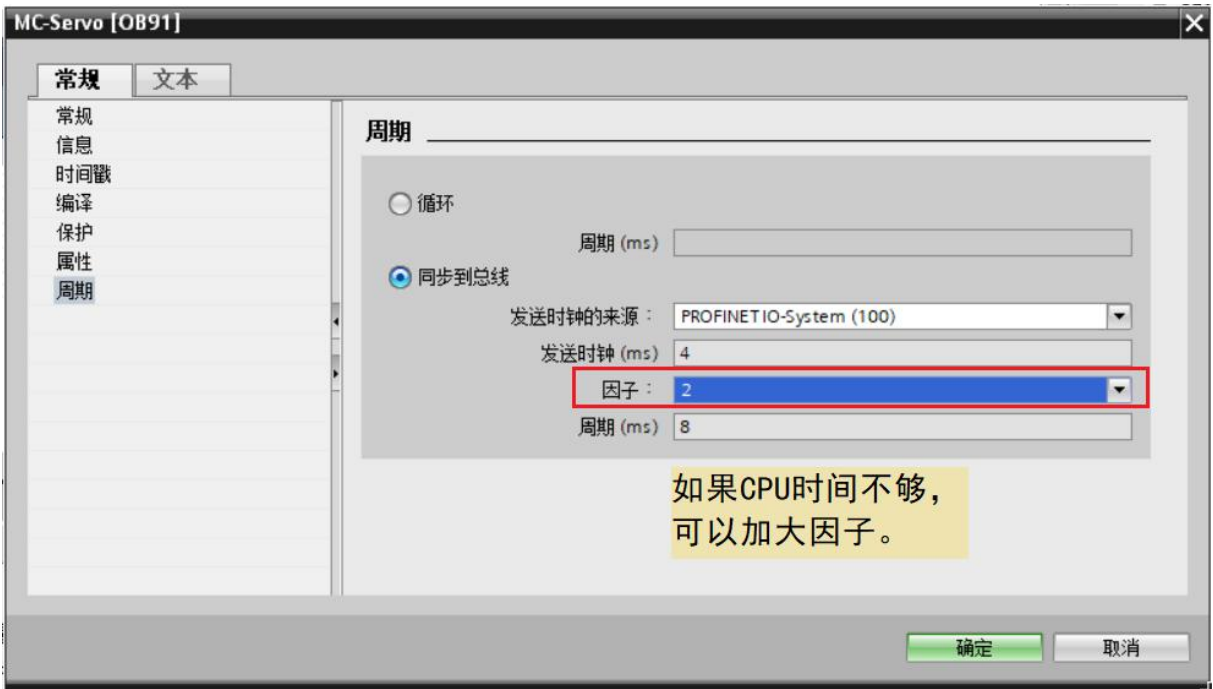 MC-Servo [OB91]
常规 文本
常规
信息
时间戳
编译
保护
属性
周期
周期
循环
周期 (ms)
同步到总线
发送时钟的来源： PROFINET IO-System (100)
发送时钟 (ms) 4
因子： 2
周期 (ms) 8
如果CPU时间不够，
可以加大因子。
确定 取消